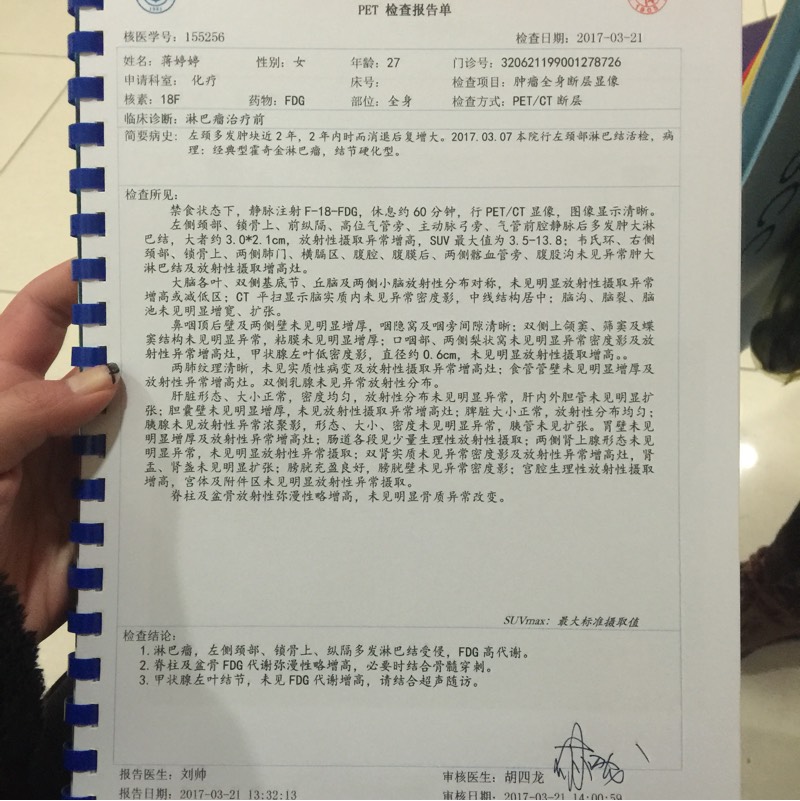 PET 检查报告单
核医学号：155256 检查日期：2017-03-21
姓名：蒋婷婷 性别：女 年龄：27 门诊号：320621199001278726
申请科室：化疗 床号： 检查项目：肿瘤全身断层显像
核素：18F 药物：FDG 部位：全身 检查方式：PET/CT 断层
临床诊断：淋巴瘤治疗前
简要病史：左颈多发肿块近 2 年，2 年内时而消退后复增大。2017.03.07 本院行左颈部淋巴结活检，病
理：经典型霍奇金淋巴瘤，结节硬化型。
检查所见：
禁食状态下，静脉注射 F-18-FDG，休息约 60 分钟，行 PET/CT 显像，图像显示清晰。
左侧颈部、锁骨上、前纵隔、高位气管旁、主动脉弓旁、气管前腔静脉后多发肿大淋
巴结，大者约 3.0*2.1cm，放射性摄取异常增高，SUV 最大值为 3.5-13.8；韦氏环、右侧
颈部、锁骨上、两侧肺门、横膈区、腹腔、腹膜后、两侧髂血管旁、腹股沟未见异常肿大
淋巴结及放射性摄取增高灶。
大脑各叶、双侧基底节、丘脑及两侧小脑放射性分布对称，未见明显放射性摄取异常
增高或减低区；CT 平扫显示脑实质内未见异常密度影，中线结构居中；脑沟、脑裂、脑
池未见明显增宽、扩张。
鼻咽顶后壁及两侧壁未见明显增厚，咽隐窝及咽旁间隙清晰；双侧上颌窦、筛窦及蝶
窦结构未见明显异常，粘膜未见明显增厚；口咽部、两侧梨状窝未见明显异常密度影及放
射性异常增高灶，甲状腺左叶低密度影，直径约 0.6cm，未见明显放射性摄取增高。。
两肺纹理清晰，未见实质性病变及放射性摄取异常增高灶；食管管壁未见明显增厚及
放射性异常增高灶。双侧乳腺未见异常放射性分布。
肝脏形态、大小正常，密度均匀，放射性分布未见明显异常，肝内外胆管未见明显扩
张；胆囊壁未见明显增厚，未见放射性摄取异常增高灶；脾脏大小正常，放射性分布均匀；
胰腺未见放射性异常浓聚影，形态、大小、密度未见明显异常，胰管未见扩张。胃壁未见
明显增厚及放射性摄取异常增高灶；肠道各段见少量生理性放射性摄取；两侧肾上腺形态未见
明显异常，未见明显放射性摄取增高；双肾实质未见异常密度影及放射性异常增高灶，肾
盂、肾盏未见明显扩张；膀胱充盈良好，膀胱壁未见异常密度影；宫腔生理性放射性摄取
增高，宫体及附件区未见明显放射性异常摄取。
脊柱及盆骨放射性弥漫性略增高，未见明显骨质异常改变。
SUVmax：最大标准摄取值
检查结论：
1. 淋巴瘤，左侧颈部、锁骨上、纵隔多发淋巴结受侵，FDG 高代谢。
2. 脊柱及盆骨 FDG 代谢弥漫性略增高，必要时结合骨髓穿刺。
3. 甲状腺左叶结节，未见 FDG 代谢增高，请结合超声随访。
报告医生：刘帅 审核医生：胡四龙
报告日期：2017-03-21 13:32:13 审核日期：2017-03-21 14:00:59